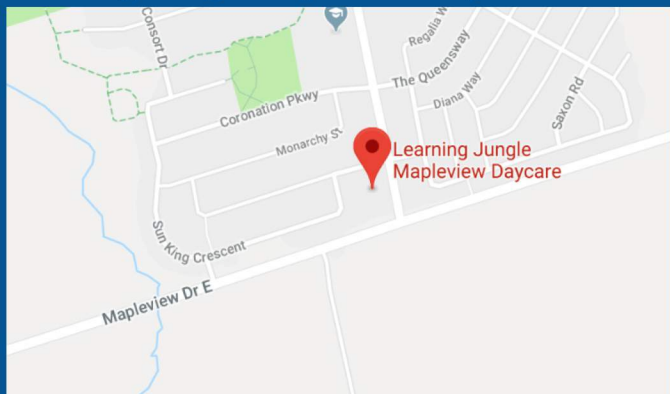 Consort Dr
Regalia W
The Queensway
Diana Way
Saxon Rd
Coronation Pkwy
Monarchy S
Learning Jungle
Mapleview Daycare
Sun King Crescent
Mapleview Dr E